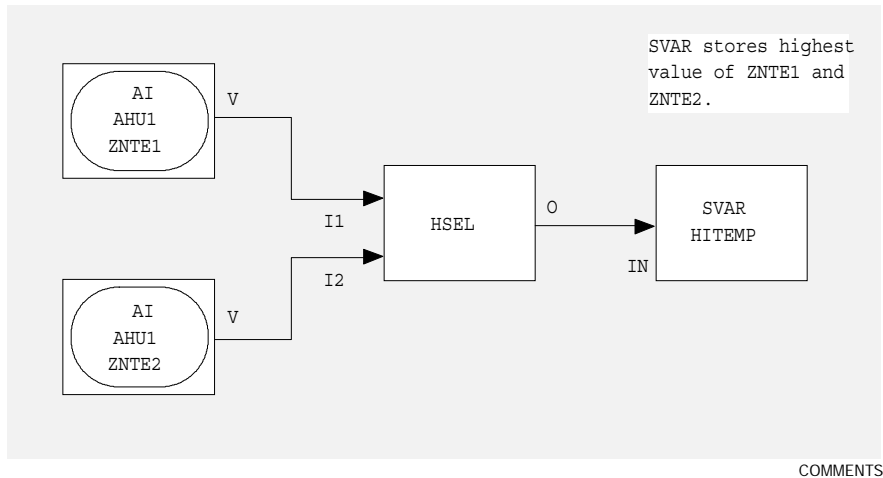 SVAR stores highest
value of ZNTE1 and
ZNTE2.
AI
AHU1
ZNTE1
V
I1
HSEL
O
SVAR
HITEMP
IN
I2
AI
AHU1
ZNTE2
V
COMMENTS